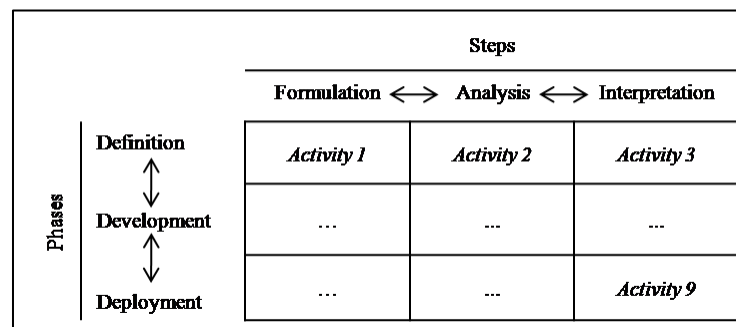 Steps
Formulation Analysis Interpretation
Phases
Definition Activity 1 Activity 2 Activity 3
Development ... ... ...
Deployment ... ... Activity 9